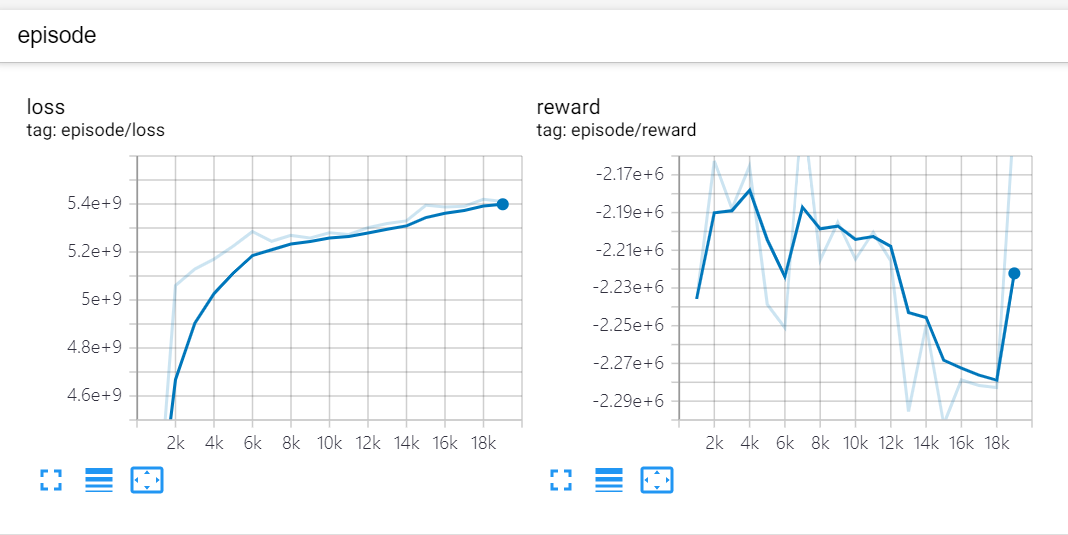 episode
loss
tag: episode/loss
5.4e+9
5.2e+9
5e+9
4.8e+9
4.6e+9
2k 4k 6k 8k 10k 12k 14k 16k 18k
reward
tag: episode/reward
-2.17e+6
-2.19e+6
-2.21e+6
-2.23e+6
-2.25e+6
-2.27e+6
-2.29e+6
2k 4k 6k 8k 10k 12k 14k 16k 18k